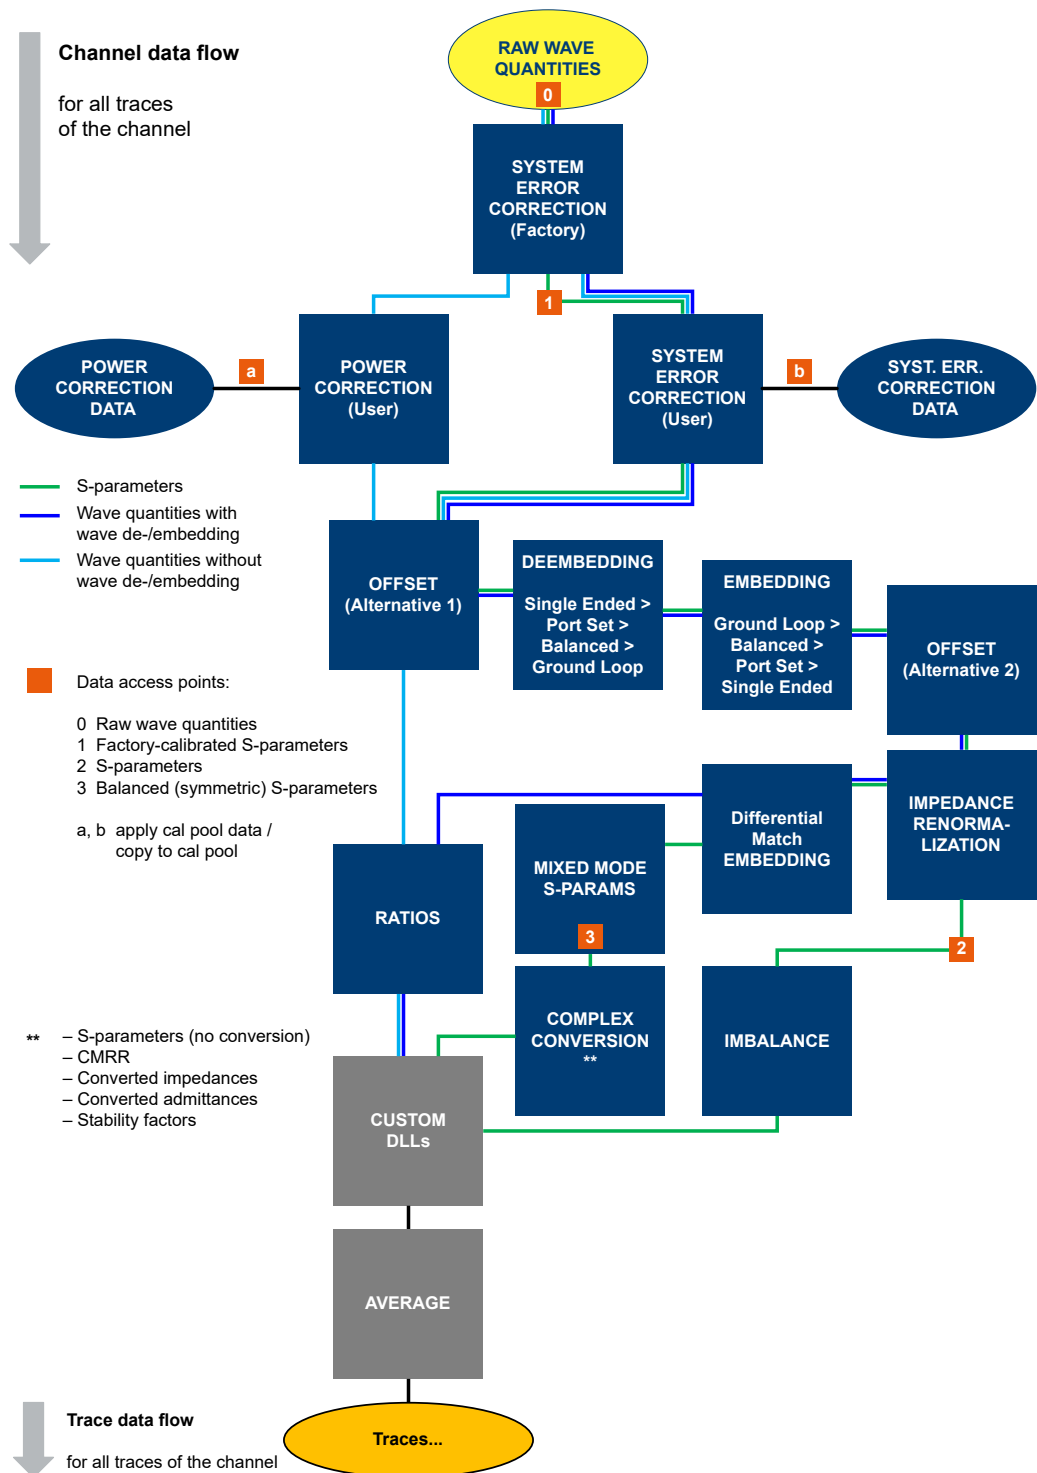 Channel data flow
for all traces
of the channel
RAW WAVE
QUANTITIES
0
SYSTEM
ERROR
CORRECTION
(Factory)
1
POWER
CORRECTION
DATA
a
POWER
CORRECTION
(User)
SYSTEM
ERROR
CORRECTION
(User)
b
SYST. ERR.
CORRECTION
DATA
S-parameters
Wave quantities with
wave de-/embedding
Wave quantities without
wave de-/embedding
OFFSET
(Alternative 1)
DEEMBEDDING
Single Ended >
Port Set >
Balanced >
Ground Loop
EMBEDDING
Ground Loop >
Balanced >
Port Set >
Single Ended
OFFSET
(Alternative 2)
Data access points:
0 Raw wave quantities
1 Factory-calibrated S-parameters
2 S-parameters
3 Balanced (symmetric) S-parameters
a, b apply cal pool data /
copy to cal pool
IMPEDANCE
RENORMA-
LIZATION
Differential
Match
EMBEDDING
MIXED MODE
S-PARAMS
3
RATIOS
2
COMPLEX
CONVERSION
**
IMBALANCE
** – S-parameters (no conversion)
– CMRR
– Converted impedances
– Converted admittances
– Stability factors
CUSTOM
DLLs
AVERAGE
Traces...
Trace data flow
for all traces of the channel